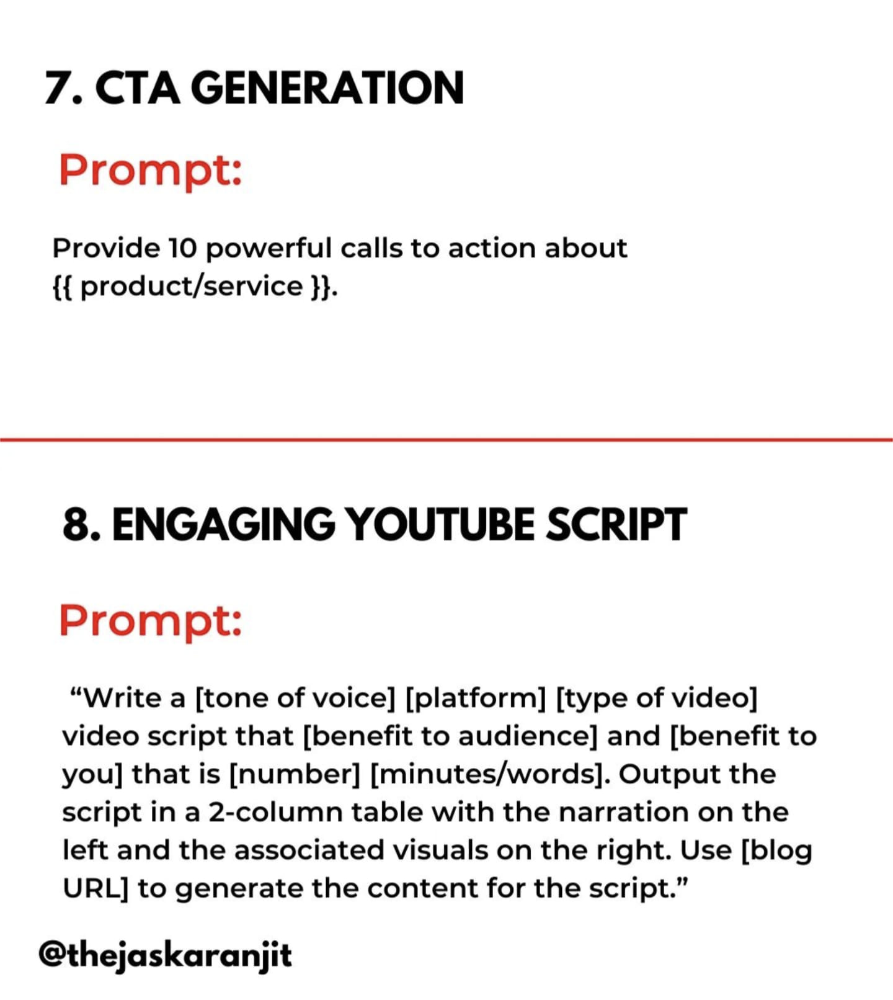 7. CTA GENERATION
Prompt:
Provide 10 powerful calls to action about
{{ product/service }}.
8. ENGAGING YOUTUBE SCRIPT
Prompt:
“Write a [tone of voice] [platform] [type of video]
video script that [benefit to audience] and [benefit to
you] that is [number] [minutes/words]. Output the
script in a 2-column table with the narration on the
left and the associated visuals on the right. Use [blog
URL] to generate the content for the script.”
@thejaskaranjit